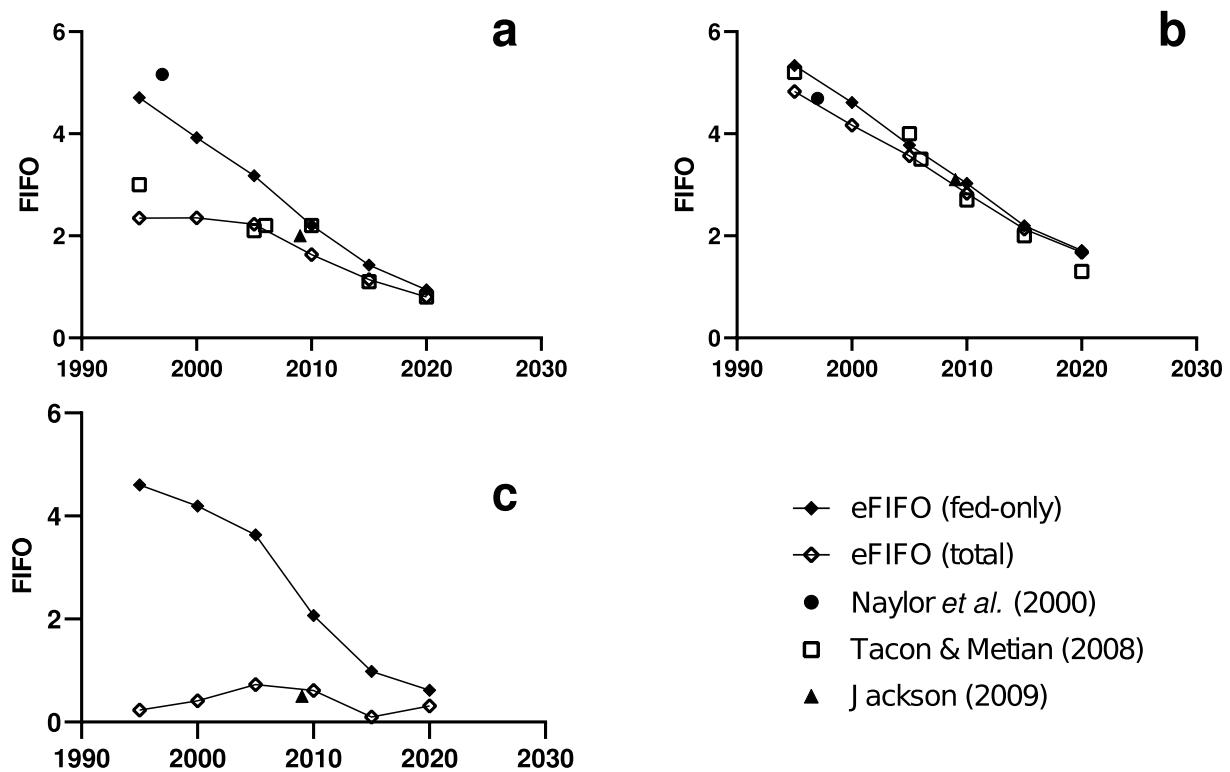 a
6
4
2
0
FIFO
1990 2000 2010 2020 2030
b
6
4
2
0
FIFO
1990 2000 2010 2020 2030
c
6
4
2
0
FIFO
1990 2000 2010 2020 2030
eFIFO (fed-only)
eFIFO (total)
Naylor et al. (2000)
Tacon & Metian (2008)
Jackson (2009)